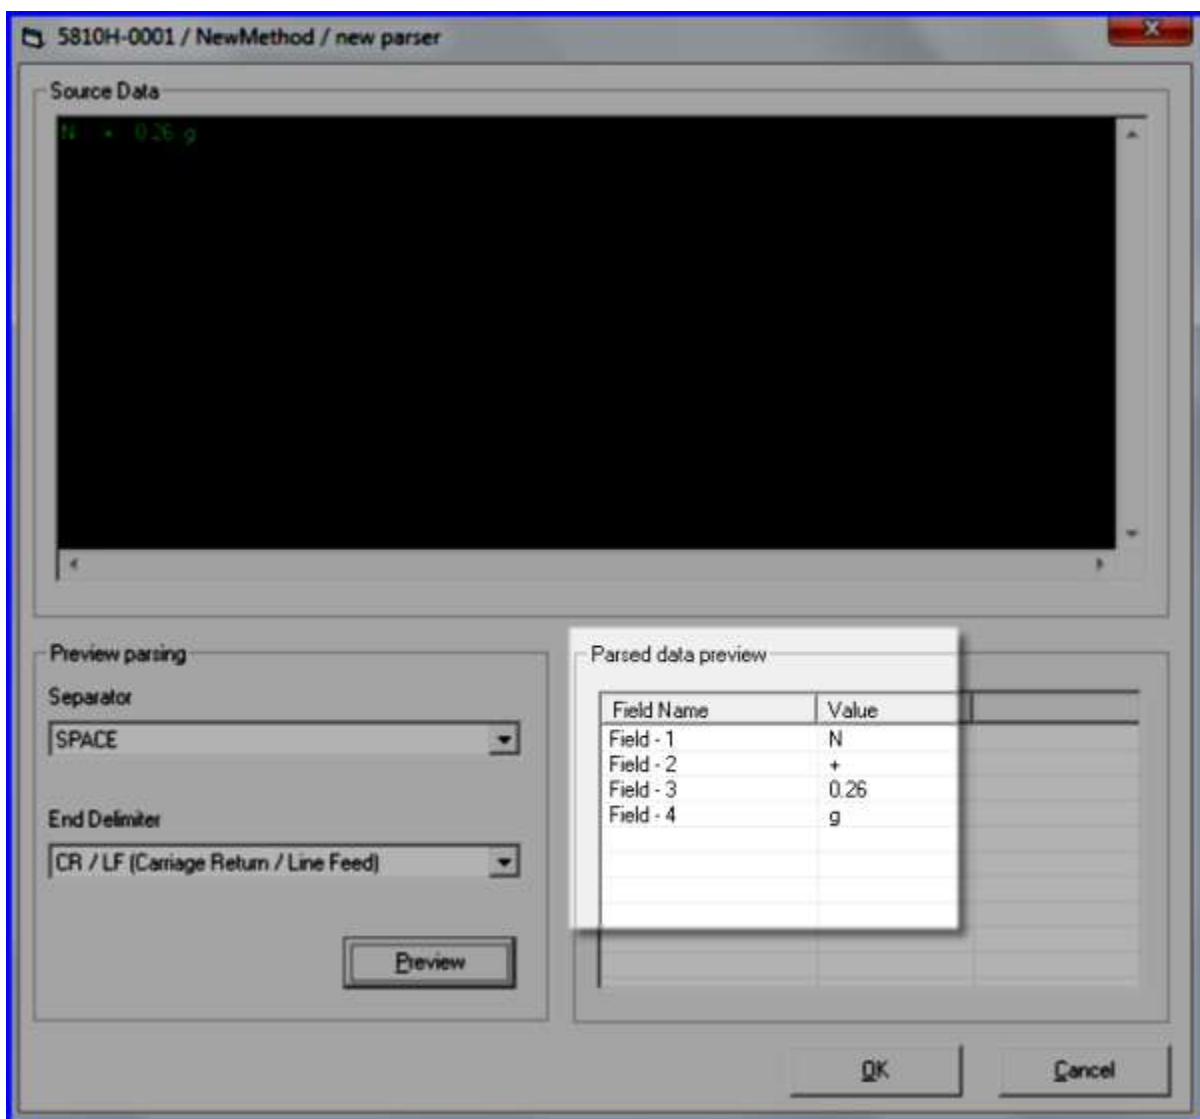 5810H-0001 / NewMethod / new parser
Source Data
N + 0.26 g
Preview parsing
Separator
SPACE
End Delimiter
CR / LF (Carriage Return / Line Feed)
Preview
Parsed data preview
Field Name Value
Field - 1 N
Field - 2 +
Field - 3 0.26
Field - 4 g
OK Cancel